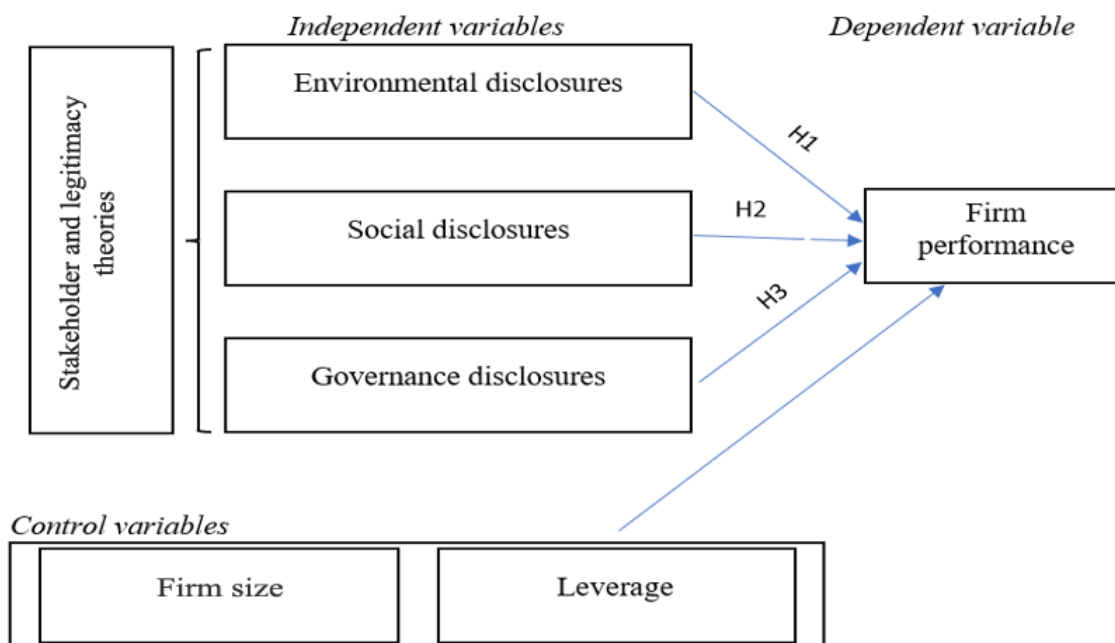 Independent variables
Dependent variable
Stakeholder and legitimacy
theories
Environmental disclosures
H1
Social disclosures
H2
Firm
performance
Governance disclosures
H3
Control variables
Firm size
Leverage